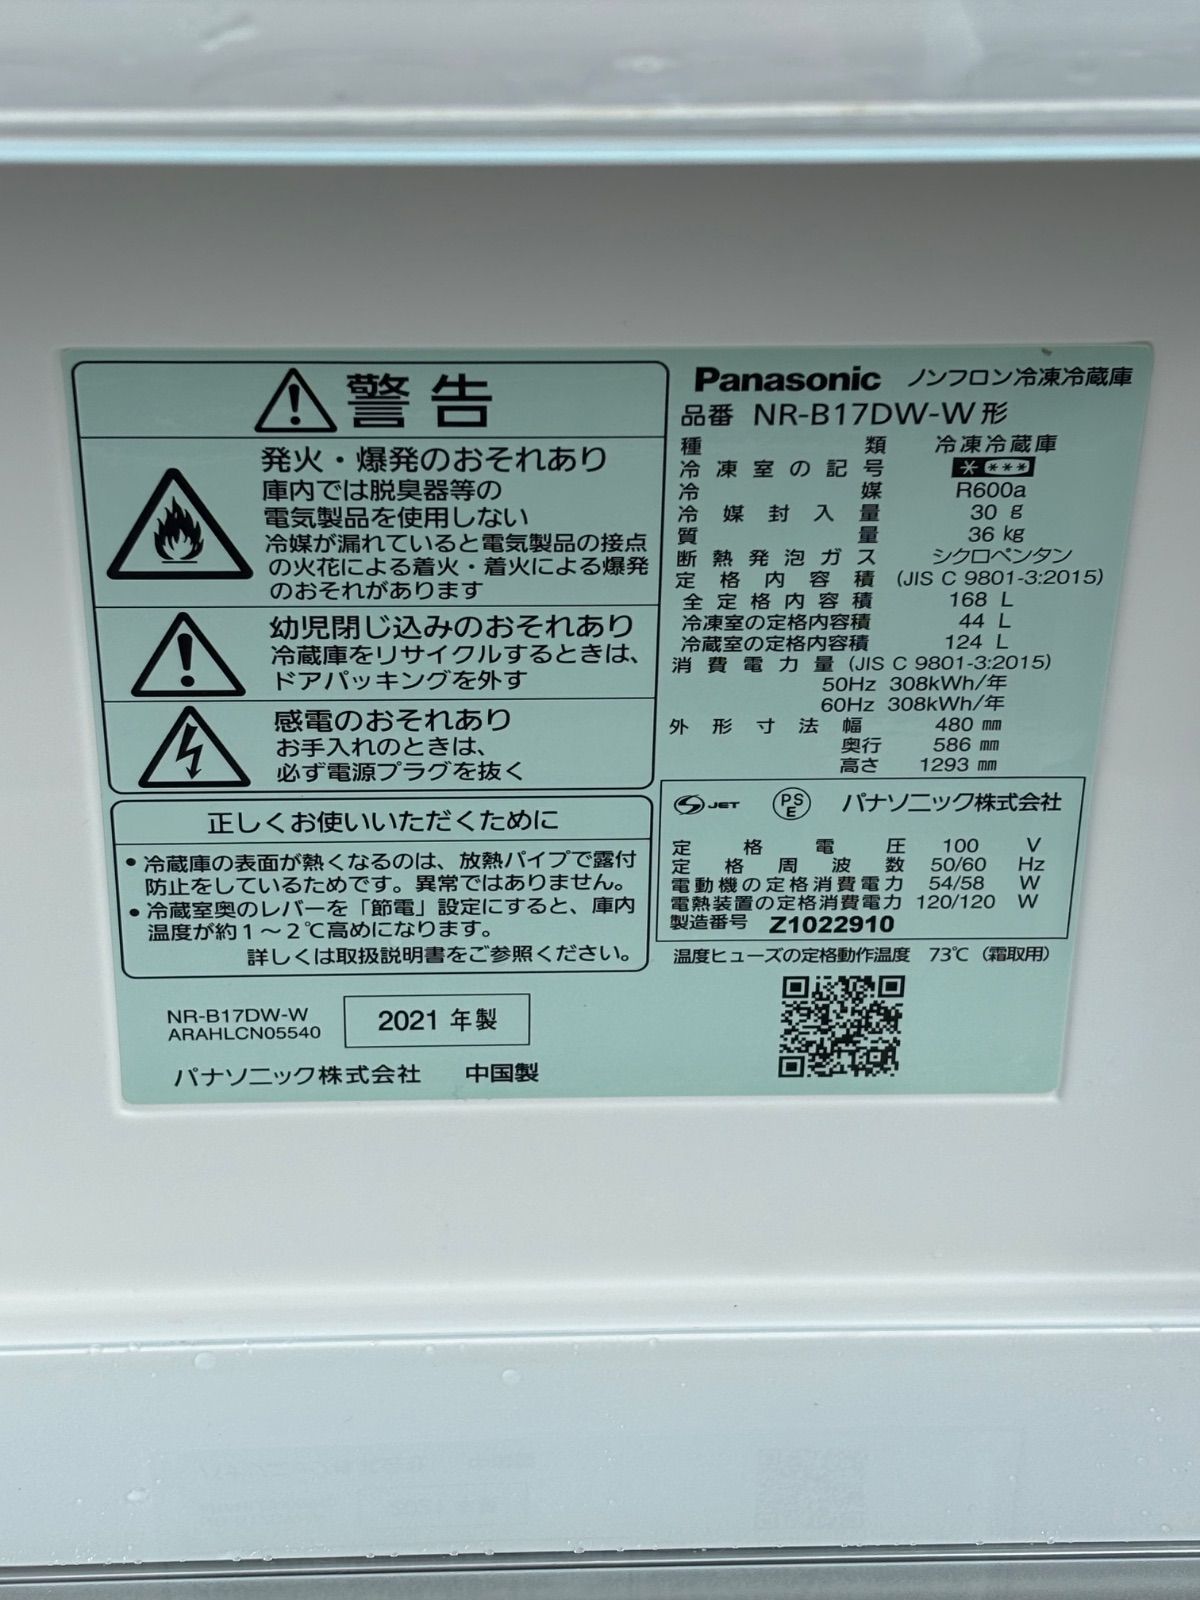 警告
発火・爆発のおそれあり
庫内では脱臭器等の
電気製品を使用しない
冷媒が漏れていると電気製品の接点
の火花による着火・着火による爆発
のおそれがあります
幼児閉じ込みのおそれあり
冷蔵庫をリサイクルするときは、
ドアパッキングを外す
感電のおそれあり
お手入れのときは、
必ず電源プラグを抜く
正しくお使いいただくために
• 冷蔵庫の表面が熱くなるのは、放熱パイプで露付
防止をしているためです。異常ではありません。
• 冷蔵室奥のレバーを「節電」設定にすると、庫内
温度が約1～2℃高めになります。
詳しくは取扱説明書をご参照ください。
NR-B17DW-W
ARAHLCN05540
2021 年製
パナソニック株式会社 中国製
Panasonic ノンフロン冷凍冷蔵庫
品番 NR-B17DW-W形
種類 冷凍冷蔵庫
冷凍室の記号 * ***
冷媒 R600a
冷媒封入量 30 g
質量 36 kg
断熱発泡ガス シクロペンタン
定格内容積 (JIS C 9801-3:2015)
全定格内容積 168 L
冷凍室の定格内容積 44 L
冷蔵室の定格内容積 124 L
消費電力量 (JIS C 9801-3:2015)
50Hz 308kWh/年
60Hz 308kWh/年
外形寸法 幅 480 mm
奥行 586 mm
高さ 1293 mm
S JET PS E パナソニック株式会社
定格電圧 100 V
定格周波数 50/60 Hz
電動機の定格消費電力 54/58 W
電熱装置の定格消費電力 120/120 W
製造番号 Z1022910
温度ヒューズの定格動作温度 73℃（霜取用）